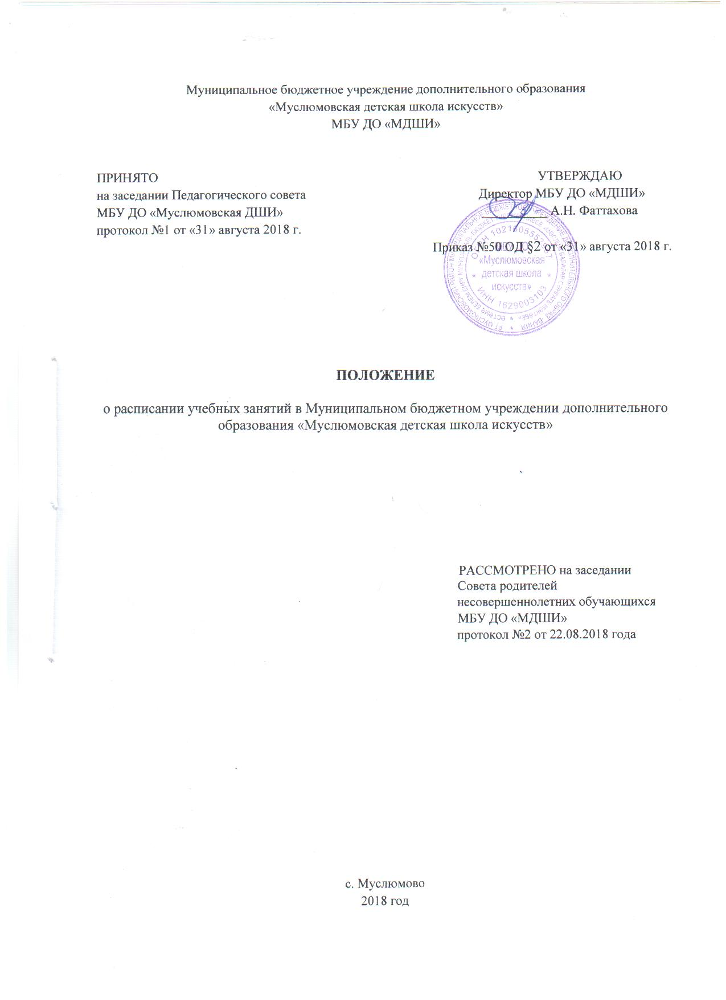 Муниципальное бюджетное учреждение дополнительного образования
«Муслюмовская детская школа искусств»
МБУ ДО «МДШИ»
ПРИНЯТО
на заседании Педагогического совета
МБУ ДО «Муслюмовская ДШИ»
протокол №1 от «31» августа 2018 г.
УТВЕРЖДАЮ
Директор МБУ ДО «МДШИ»
__________ А.Н. Фаттахова
Приказ №50 ОД §2 от «31» августа 2018 г.
«Муслюмовская
детская школа
искусств»
ИНН 1629003103
ПОЛОЖЕНИЕ
о расписании учебных занятий в Муниципальном бюджетном учреждении дополнительного
образования «Муслюмовская детская школа искусств»
РАССМОТРЕНО на заседании
Совета родителей
несовершеннолетних обучающихся
МБУ ДО «МДШИ»
протокол №2 от 22.08.2018 года
с. Муслюмово
2018 год